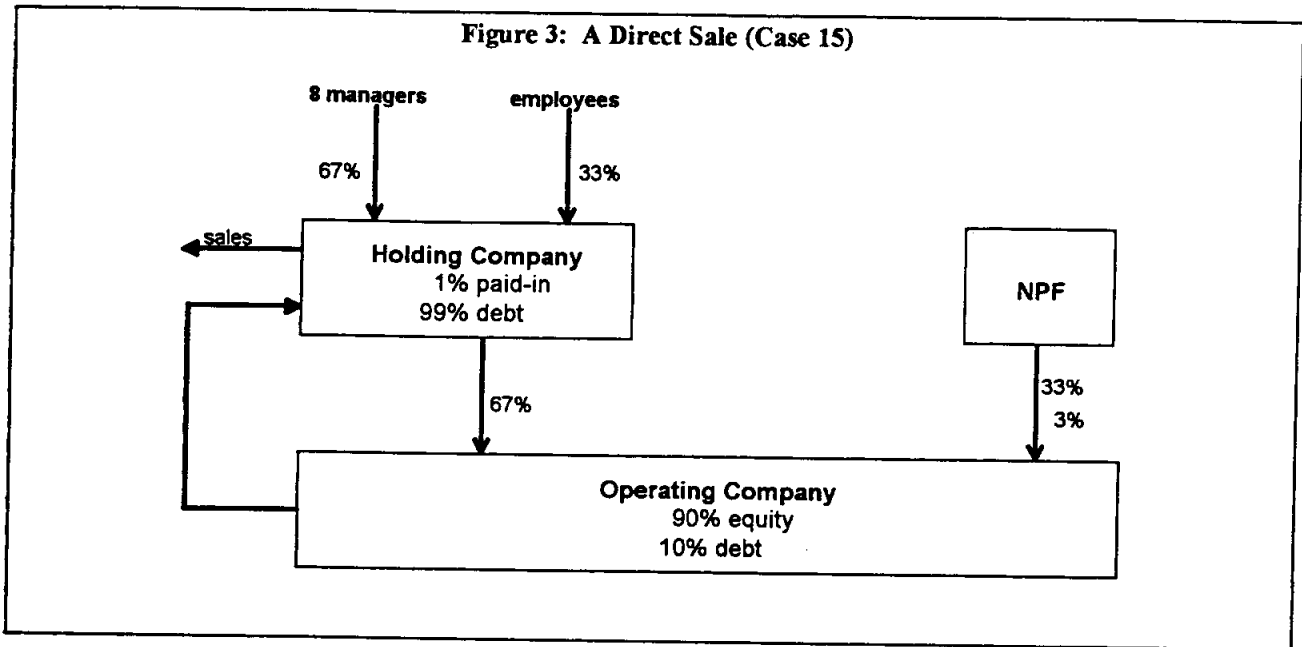 Figure 3: A Direct Sale (Case 15)
8 managers
employees
67%
33%
sales
Holding Company
1% paid-in
99% debt
NPF
67%
33%
3%
Operating Company
90% equity
10% debt